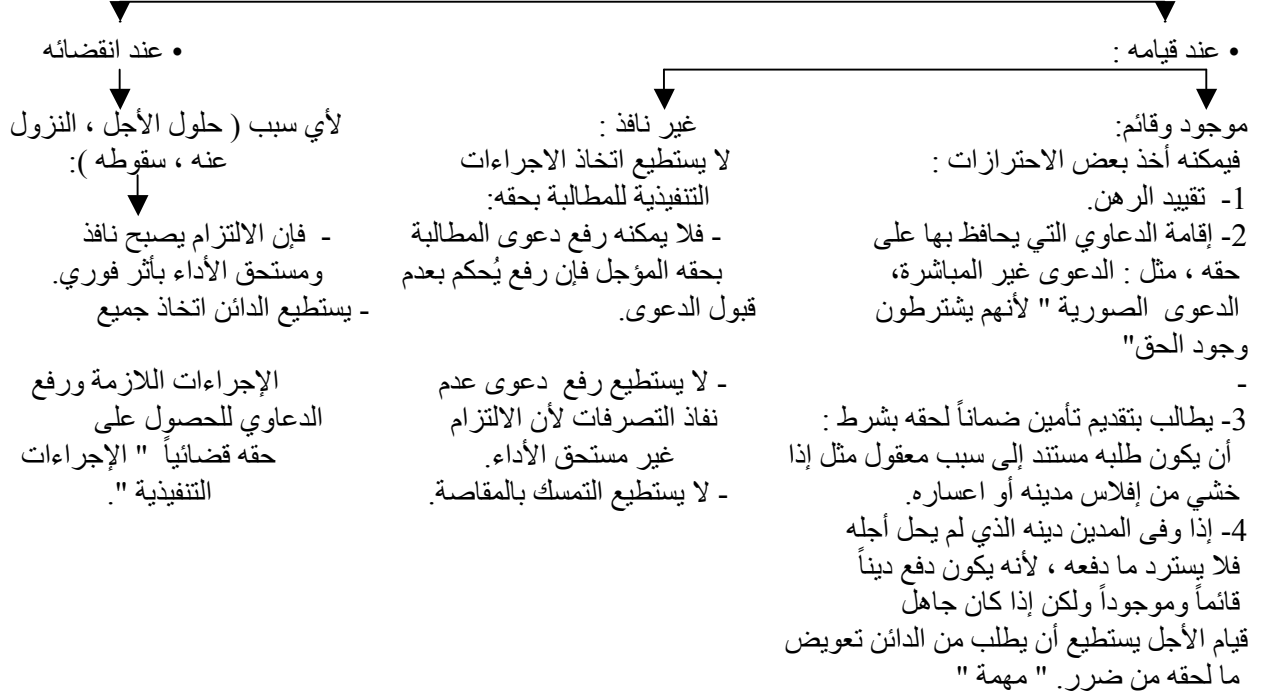 • عند قيامه :
موجود وقائم:
فيمكنه أخذ بعض الاحترازات :
1- تقييد الرهن.
2- إقامة الدعاوي التي يحافظ بها على
حقه ، مثل : الدعوى غير المباشرة،
الدعوى الصورية " لأنهم يشترطون
وجود الحق"
-
3- يطالب بتقديم تأمين ضماناً لحقه بشرط :
أن يكون طلبه مستند إلى سبب معقول مثل إذا
خشي من إفلاس مدينه أو اعساره.
4- إذا وفى المدين دينه الذي لم يحل أجله
فلا يسترد ما دفعه ، لأنه يكون دفع ديناً
قائماً وموجوداً ولكن إذا كان جاهل
قيام الأجل يستطيع أن يطلب من الدائن تعويض
ما لحقه من ضرر. " مهمة "
غير نافذ :
لا يستطيع اتخاذ الاجراءات
التنفيذية للمطالبة بحقه:
- فلا يمكنه رفع دعوى المطالبة
بحقه المؤجل فإن رفع يُحكم بعدم
قبول الدعوى.
- لا يستطيع رفع دعوى عدم
نفاذ التصرفات لأن الالتزام
غير مستحق الأداء.
- لا يستطيع التمسك بالمقاصة.
• عند انقضائه
لأي سبب ( حلول الأجل ، النزول
عنه ، سقوطه ):
- فإن الالتزام يصبح نافذ
ومستحق الأداء بأثر فوري.
- يستطيع الدائن اتخاذ جميع
الإجراءات اللازمة ورفع
الدعاوي للحصول على
حقه قضائياً " الإجراءات
التنفيذية ".